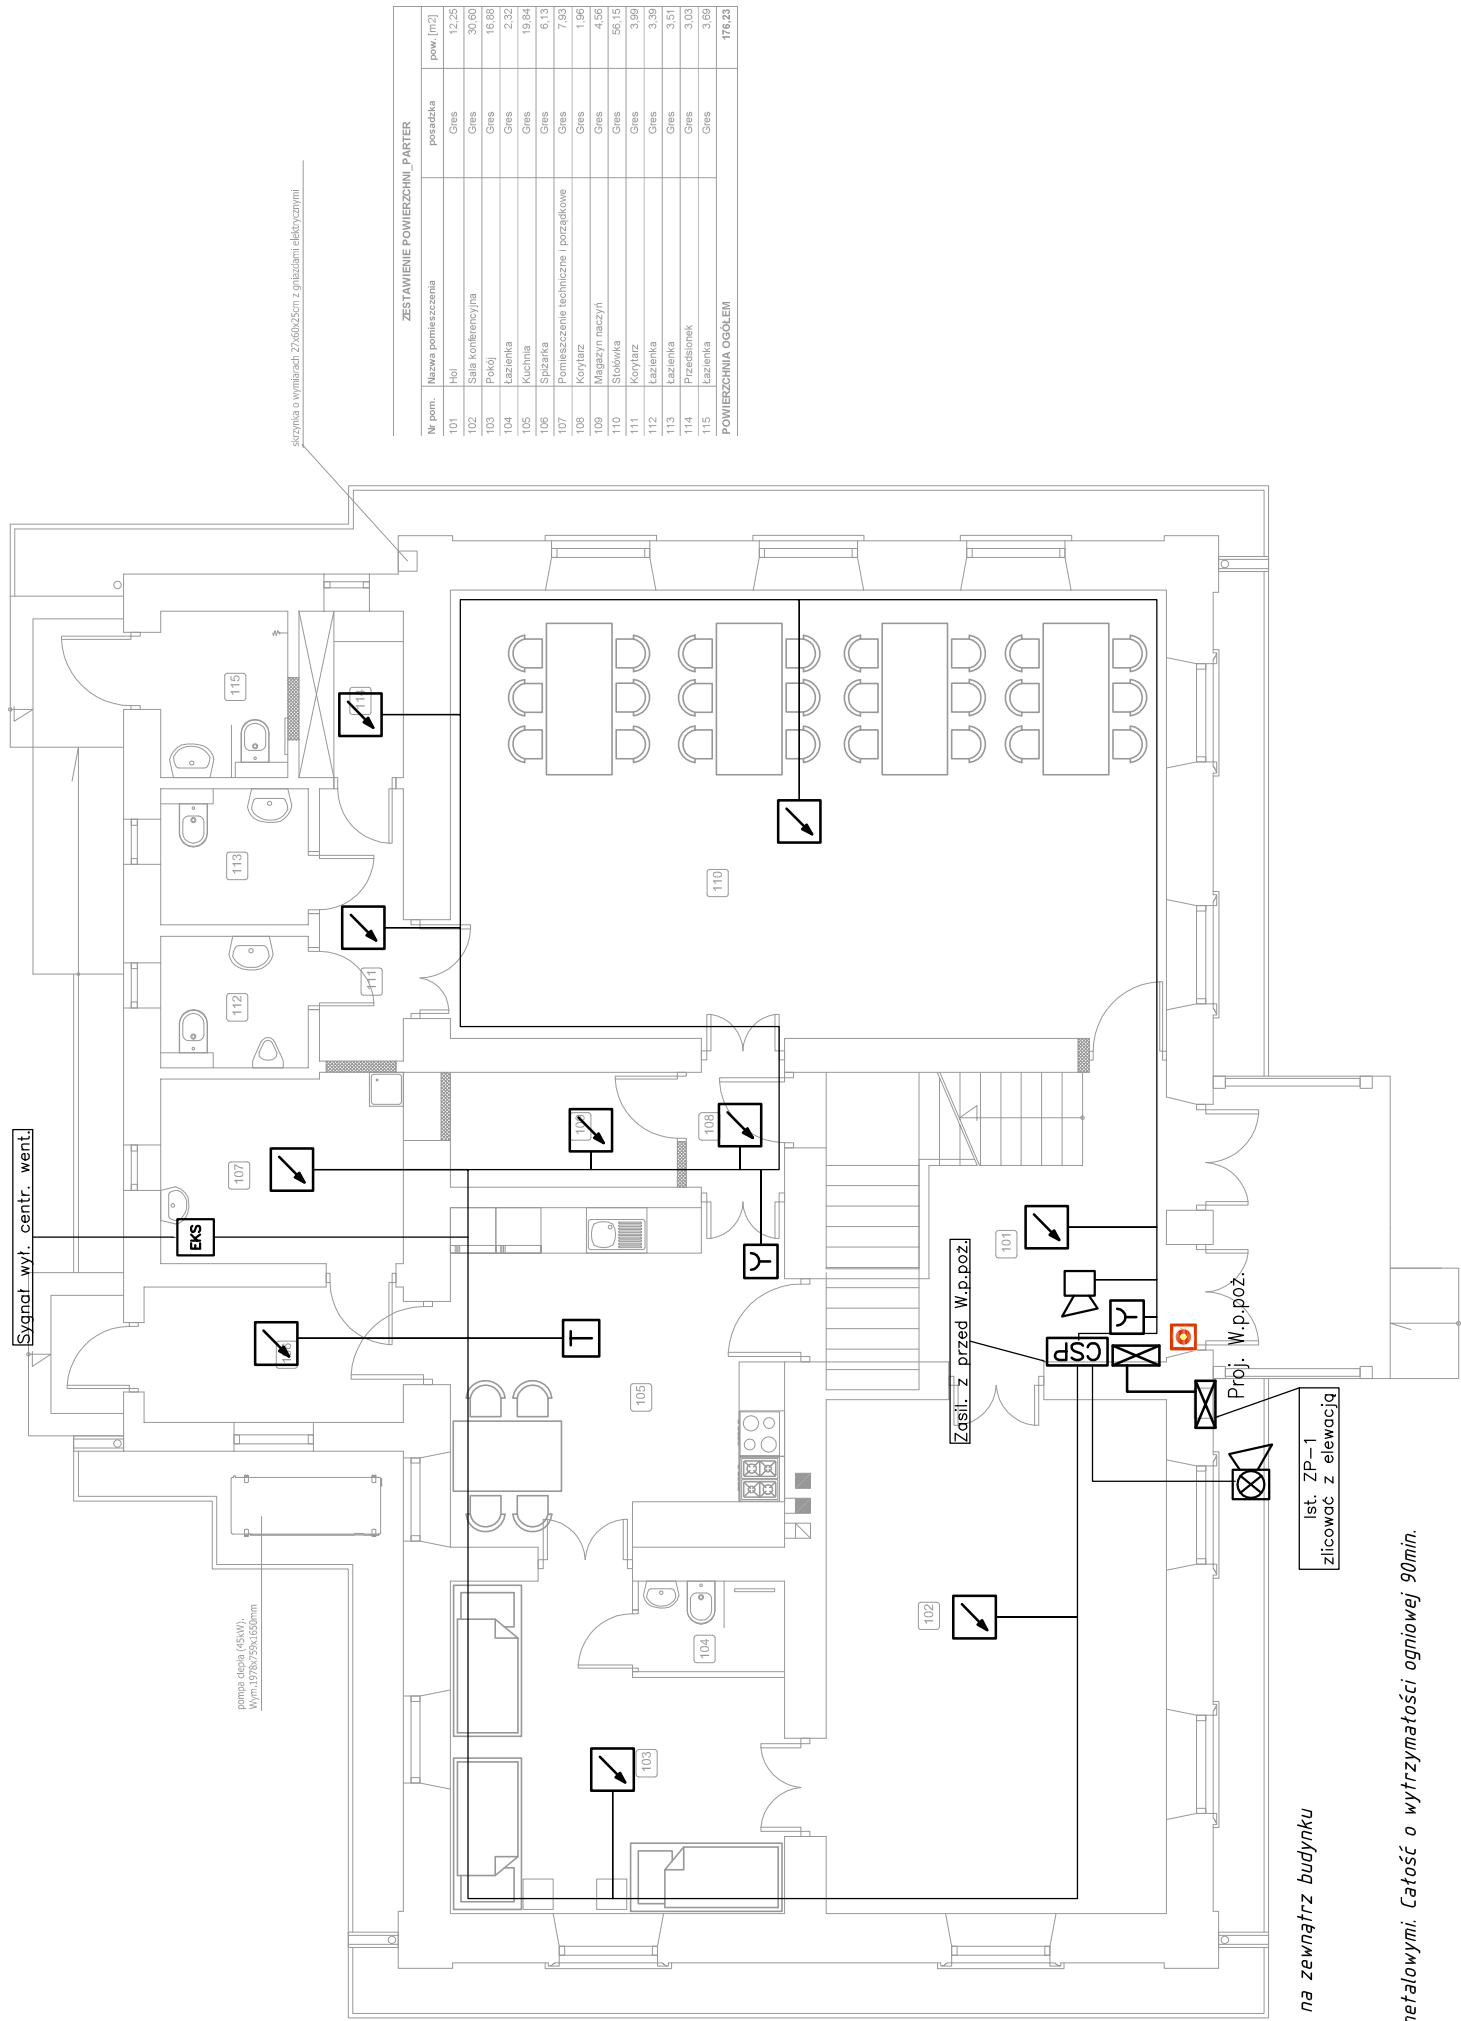 ZESTAWIENIE POWIERZCHNI_PARTER
Nr pom. Nazwa pomieszczenia posadzka pow. [m2]
101 Hol Gres 12,25
102 Sala konferencyjna Gres 30,60
103 Pokój Gres 16,88
104 Łazienka Gres 2,32
105 Kuchnia Gres 19,84
106 Spiżarka Gres 6,13
107 Pomieszczenie techniczne i porządkowe Gres 7,93
108 Korytarz Gres 1,96
109 Magazyn naczyń Gres 4,56
110 Stołówka Gres 56,15
111 Korytarz Gres 3,99
112 Łazienka Gres 3,39
113 Łazienka Gres 3,51
114 Przedsionek Gres 3,03
115 Łazienka Gres 3,69
POWIERZCHNIA OGÓŁEM 176,23
skrzynka o wymiarach 27x60x25cm z gniazdami elektrycznymi
Sygnał wył. centr. went.
EKS
115
114
113
112
111
110
109
108
107
106
T
105
101
CSP
Zasil. z przed W.p.poż.
Proj. W.p.poż.
Ist. ZP-1
zlicować z elewacją
102
103
104
pompa ciepła (45kW).
Wym.1978x759x1650mm
na zewnątrz budynku
metalowymi. Całość o wytrzymałości ogniowej 90min.